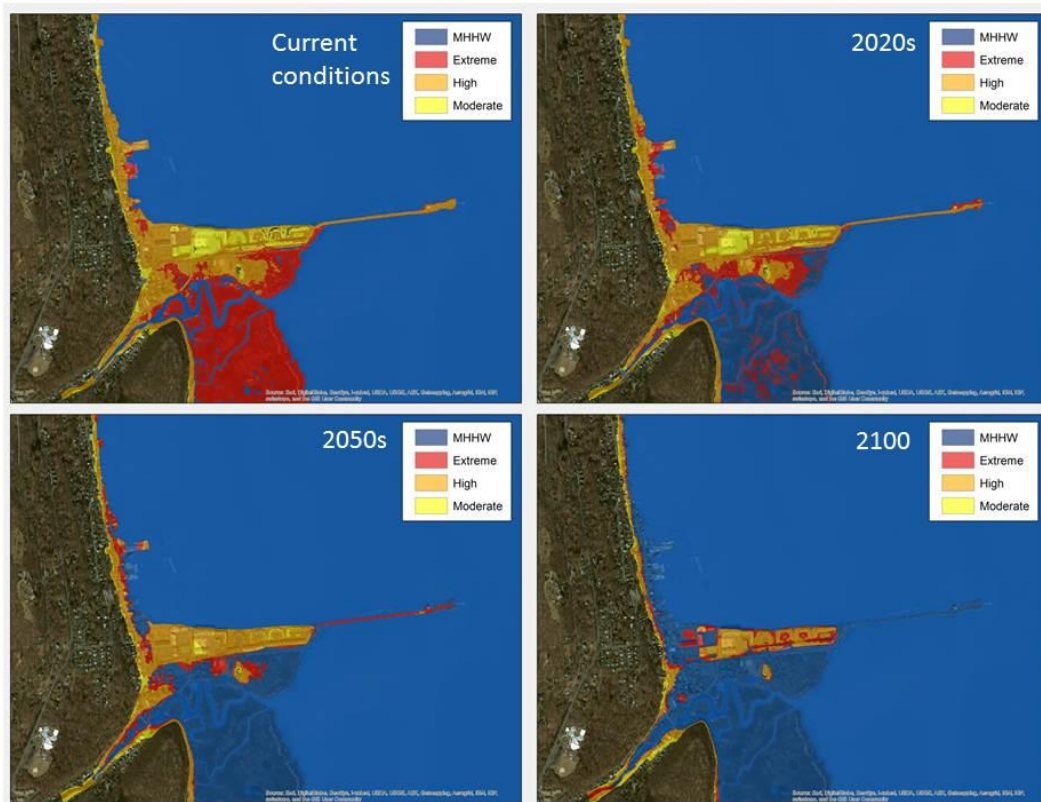 Current
conditions
MHHW
Extreme
High
Moderate
2020s
MHHW
Extreme
High
Moderate
2050s
MHHW
Extreme
High
Moderate
2100
MHHW
Extreme
High
Moderate